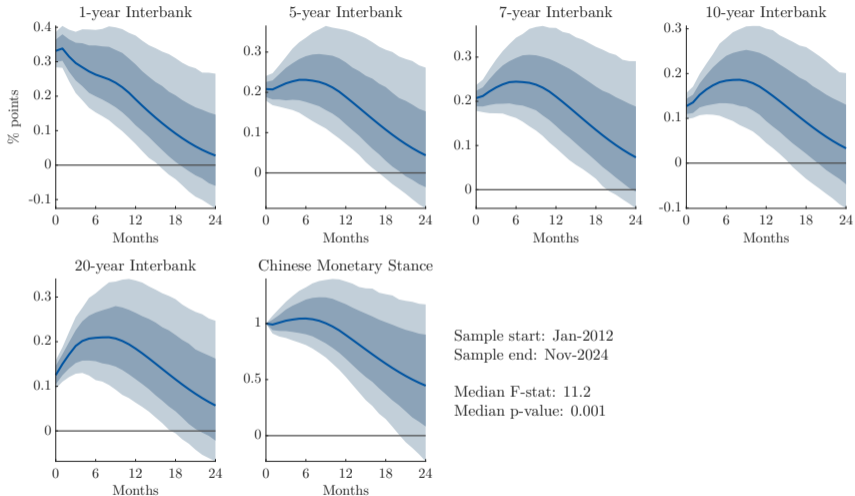 1-year Interbank
5-year Interbank
7-year Interbank
10-year Interbank
% points
0.4
0.3
0.2
0.1
0
-0.1
0 6 12 18 24
Months
0.3
0.2
0.1
0
0 6 12 18 24
Months
0.3
0.2
0.1
0
0 6 12 18 24
Months
0.3
0.2
0.1
0
-0.1
0 6 12 18 24
Months
20-year Interbank
Chinese Monetary Stance
0.3
0.2
0.1
0
0 6 12 18 24
Months
1
0.5
0
0 6 12 18 24
Months
Sample start: Jan-2012
Sample end: Nov-2024
Median F-stat: 11.2
Median p-value: 0.001